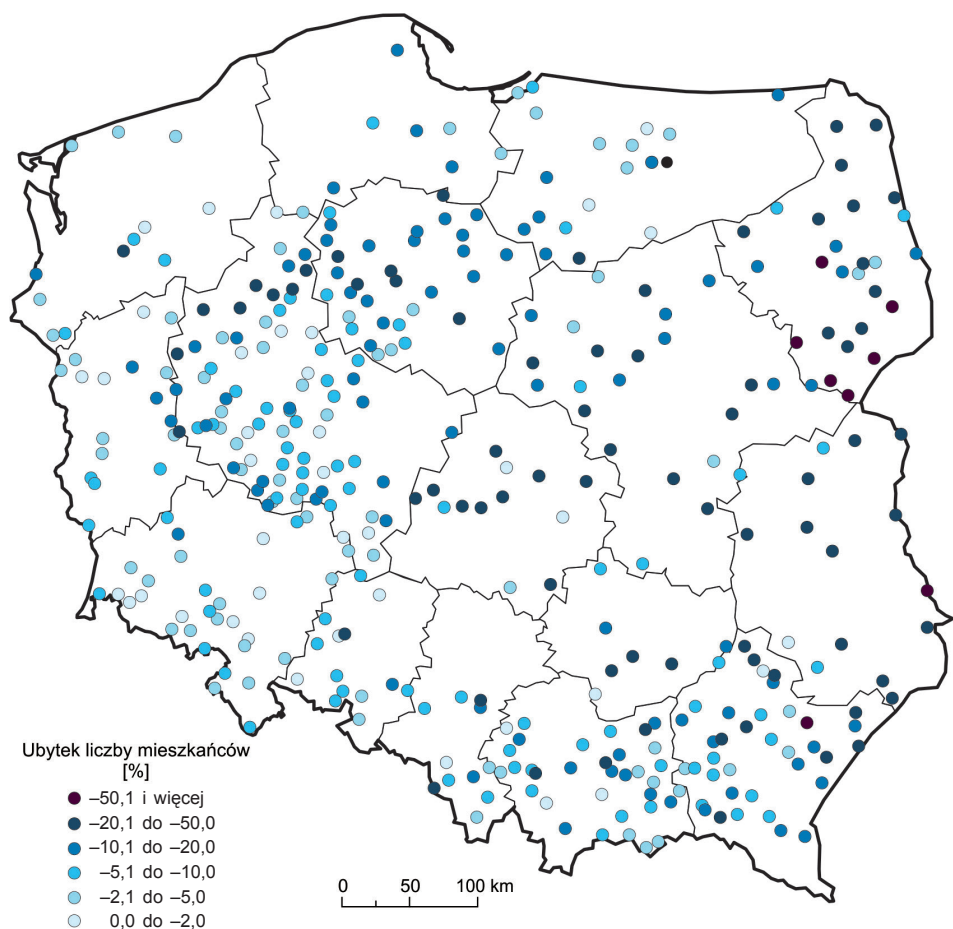 Ubytek liczby mieszkańców
[%]
–50,1 i więcej
–20,1 do –50,0
–10,1 do –20,0
–5,1 do –10,0
–2,1 do –5,0
0,0 do –2,0
0 50 100 km